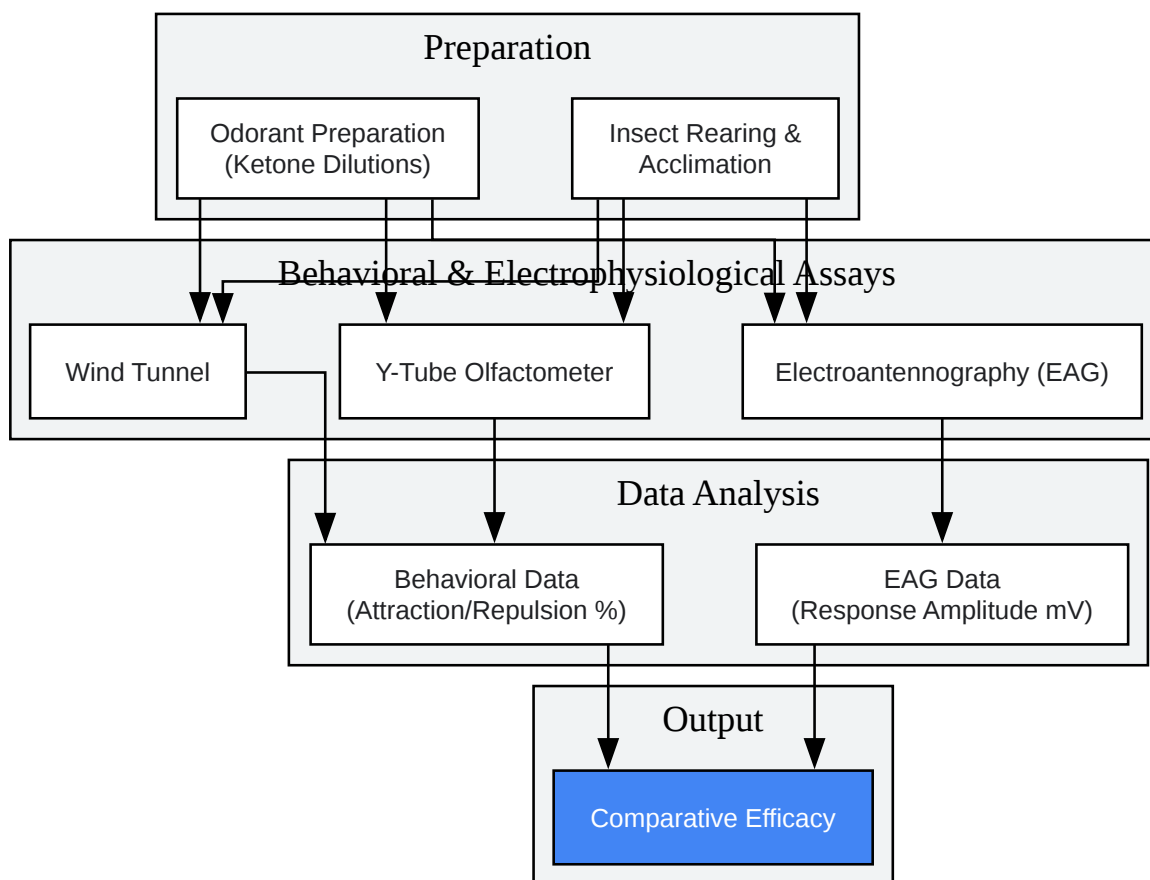 Preparation
Odorant Preparation
(Ketone Dilutions)
Insect Rearing &
Acclimation
Behavioral & Electrophysiological Assays
Wind Tunnel
Y-Tube Olfactometer
Electroantennography (EAG)
Data Analysis
Behavioral Data
(Attraction/Repulsion %)
EAG Data
(Response Amplitude mV)
Output
Comparative Efficacy